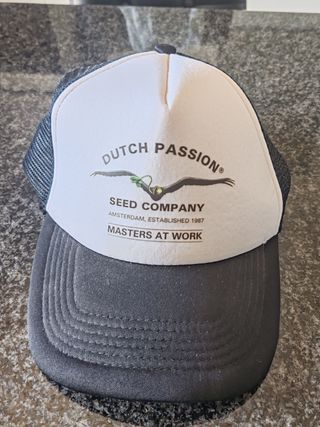 DUTCH PASSION®
SEED COMPANY
AMSTERDAM, ESTABLISHED 1987
MASTERS AT WORK